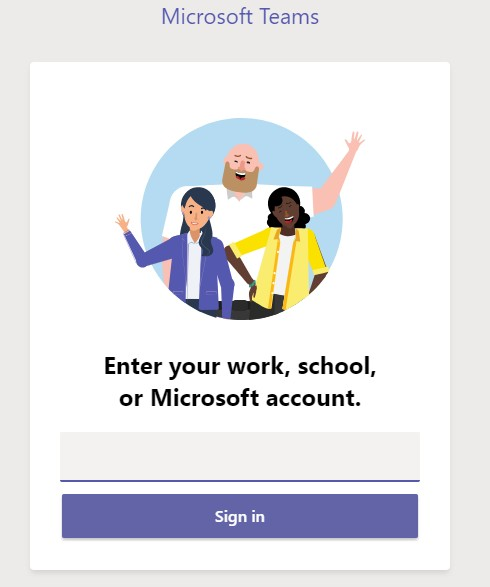 Microsoft Teams
Enter your work, school,
or Microsoft account.
Sign in